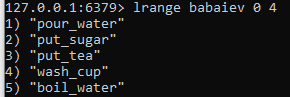 127.0.0.1:6379> lrange babaiev 0 4
1) "pour_water"
2) "put_sugar"
3) "put_tea"
4) "wash_cup"
5) "boil_water"